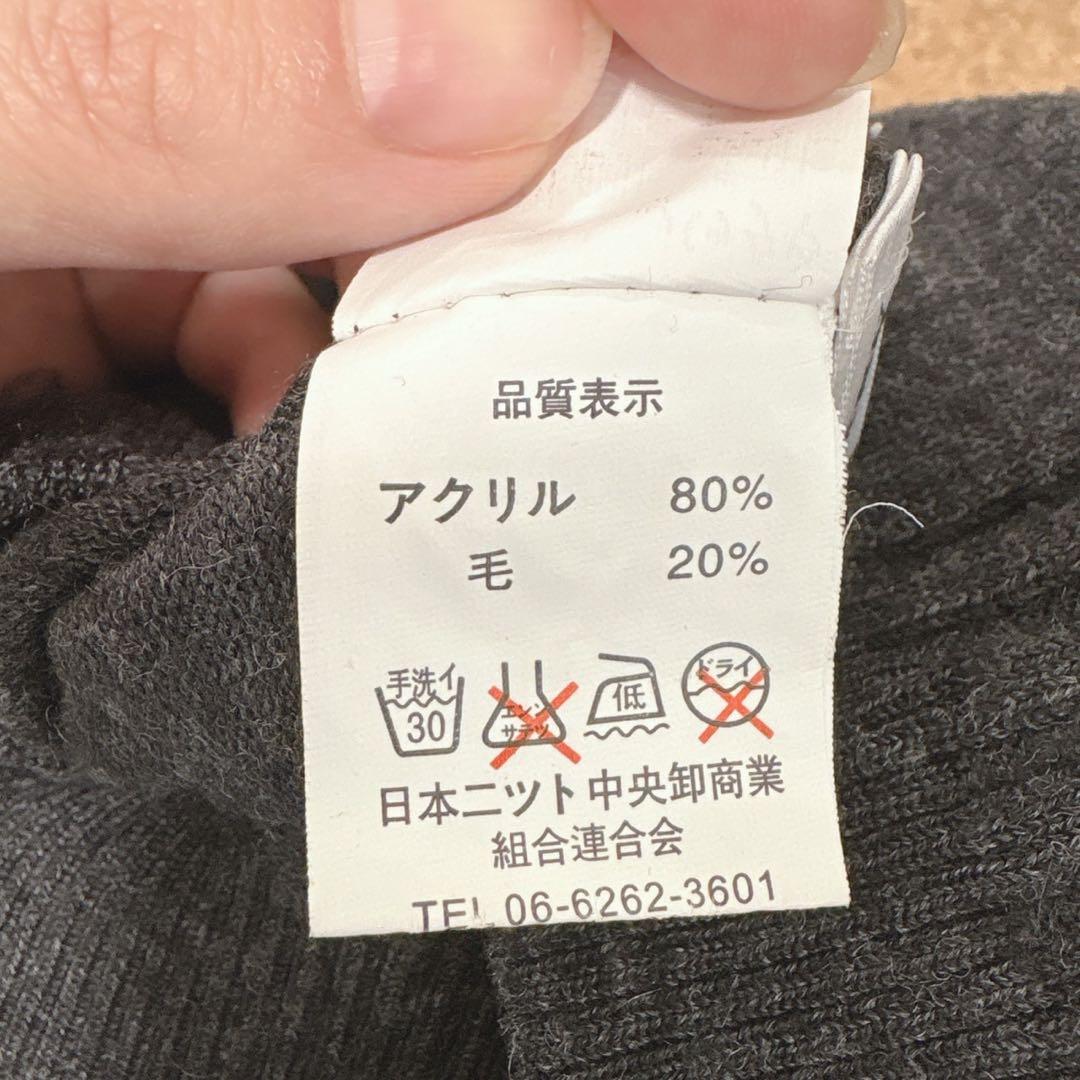 品質表示
アクリル 80%
毛 20%
手洗イ 30
エンソ サラツ
低
ドライ
日本ニット中央卸商業
組合連合会
TEL 06-6262-3601